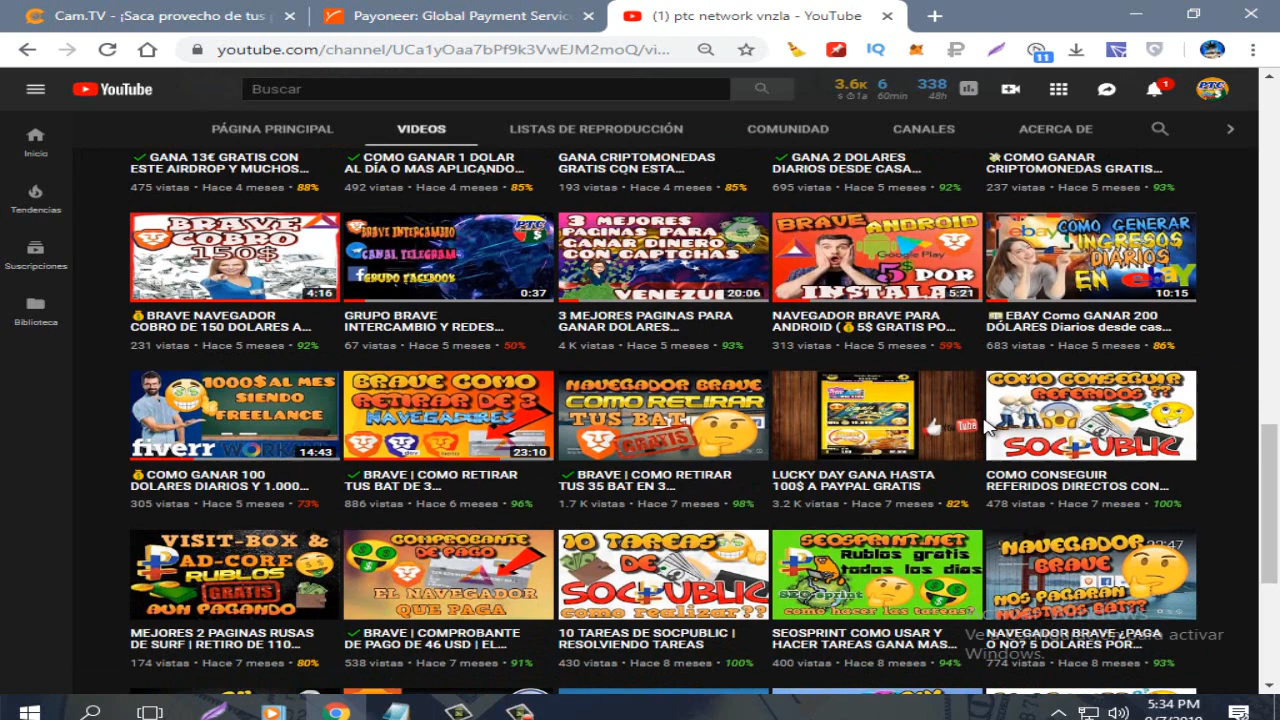 Cam.TV - ¡Saca provecho de tus
Payoneer: Global Payment Servic
(1) ptc network vnzla - YouTube
youtube.com/channel/UCa1yOaa7bPf9k3VwEJM2moQ/vi...
IQ
11
YouTube
Buscar
3.6k 6 338
60min 48h
1
PTC
Inicio
Tendencias
Suscripciones
Biblioteca
PÁGINA PRINCIPAL VIDEOS LISTAS DE REPRODUCCIÓN COMUNIDAD CANALES ACERCA DE
GANA 13€ GRATIS CON
ESTE AIRDROP Y MUCHOS...
475 vistas • Hace 4 meses • 88%
COMO GANAR 1 DOLAR
AL DÍA O MAS APLICANDO...
492 vistas • Hace 4 meses • 85%
GANA CRIPTOMONEDAS
GRATIS CON ESTA...
193 vistas • Hace 4 meses • 85%
GANA 2 DOLARES
DIARIOS DESDE CASA...
695 vistas • Hace 4 meses • 92%
COMO GANAR
CRIPTOMONEDAS GRATIS...
237 vistas • Hace 4 meses • 93%
BRAVE
COBRO
150$
4:16
BRAVE NAVEGADOR
COBRO DE 150 DOLARES A...
231 vistas • Hace 5 meses • 92%
BRAVE INTERCAMBIO
CANAL TELEGRAM
GRUPO FACEBOOK
PTC
0:37
GRUPO BRAVE
INTERCAMBIO Y REDES...
67 vistas • Hace 5 meses • 50%
3 MEJORES
PAGINAS PARA
GANAR DINERO
CON CAPTCHAS
VENEZUE
20:06
3 MEJORES PAGINAS PARA
GANAR DOLARES...
4 K vistas • Hace 5 meses • 93%
BRAVE ANDROID
Google Play
5$ POR
INSTALA
5:21
NAVEGADOR BRAVE PARA
ANDROID ( 5$ GRATIS PO...
313 vistas • Hace 5 meses • 59%
ebay
COMO GENERAR
INGRESOS
DIARIOS
EN ebay
10:15
EBAY Como GANAR 200
DÓLARES Diarios desde cas...
683 vistas • Hace 5 meses • 86%
1000$ AL MES
SIENDO
FREELANCE
fiverr WORK
14:43
COMO GANAR 100
DOLARES DIARIOS Y 1.000...
305 vistas • Hace 5 meses • 73%
BRAVE COMO
RETIRAR DE 3
NAVEGADORES
dev
23:10
BRAVE | COMO RETIRAR
TUS BAT DE 3...
886 vistas • Hace 6 meses • 96%
NAVEGADOR BRAVE
COMO RETIRAR
TUS BAT
GRATIS
BRAVE | COMO RETIRAR
TUS 35 BAT EN 3...
1.7 K vistas • Hace 7 meses • 98%
Tube
LUCKY DAY GANA HASTA
100$ A PAYPAL GRATIS
3.2 K vistas • Hace 7 meses • 82%
COMO CONSEGUIR
REFERIDOS ??
SOCPUBLIC
COMO CONSEGUIR
REFERIDOS DIRECTOS CON...
478 vistas • Hace 7 meses • 100%
VISIT-BOX &
AD-CORE
RUBLOS
GRATIS
AUN PAGANDO
MEJORES 2 PAGINAS RUSAS
DE SURF | RETIRO DE 110...
174 vistas • Hace 7 meses • 80%
COMPROBANTE
DE PAGO
EL NAVEGADOR
QUE PAGA
BRAVE | COMPROBANTE
DE PAGO DE 46 USD | EL...
538 vistas • Hace 7 meses • 91%
10 TAREAS
DE
SOCPUBLIC
como realizar??
10 TAREAS DE SOCPUBLIC |
RESOLVIENDO TAREAS
430 vistas • Hace 8 meses • 100%
SEOSPRINT.NET
Rublos gratis
todos los dias
SEO sprint
como hacer las tareas?
SEOSPRINT COMO USAR Y
HACER TAREAS GANA MAS...
400 vistas • Hace 8 meses • 94%
NAVEGADOR
BRAVE
NOS PAGARAN
NUESTROS BAT??
NAVEGADOR BRAVE ¿PAGA
O NO? 5 DOLARES POR...
774 vistas • Hace 8 meses • 93%
activar
Windows.
5:34 PM